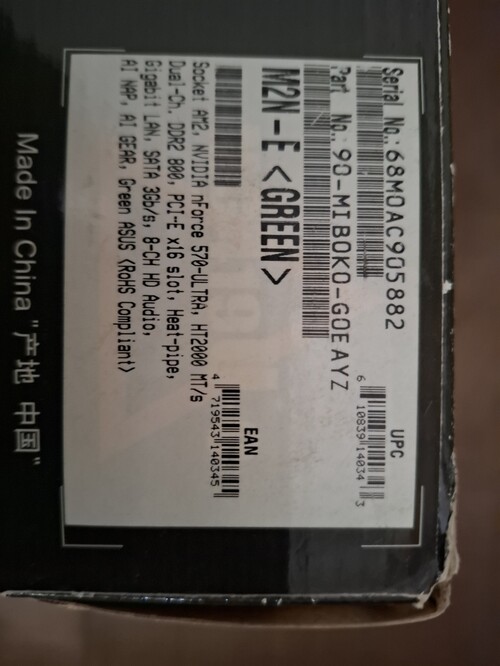 Serial No.:68M0AC905882
Part No.:90-MIBOKO-GOEAYZ
UPC
6 10839 14034 3
M2N-E <GREEN>
EAN
4 719543 140345
Socket AM2, NVIDIA nForce 570-ULTRA, HT2000 MT/s
Dual-Ch. DDR2 800, PCI-E x16 slot, Heat-pipe,
Gigabit LAN, SATA 3Gb/s, 8-CH HD Audio,
AI NAP, AI GEAR, Green ASUS (RoHS Compliant)
Made In China "产地 中国"